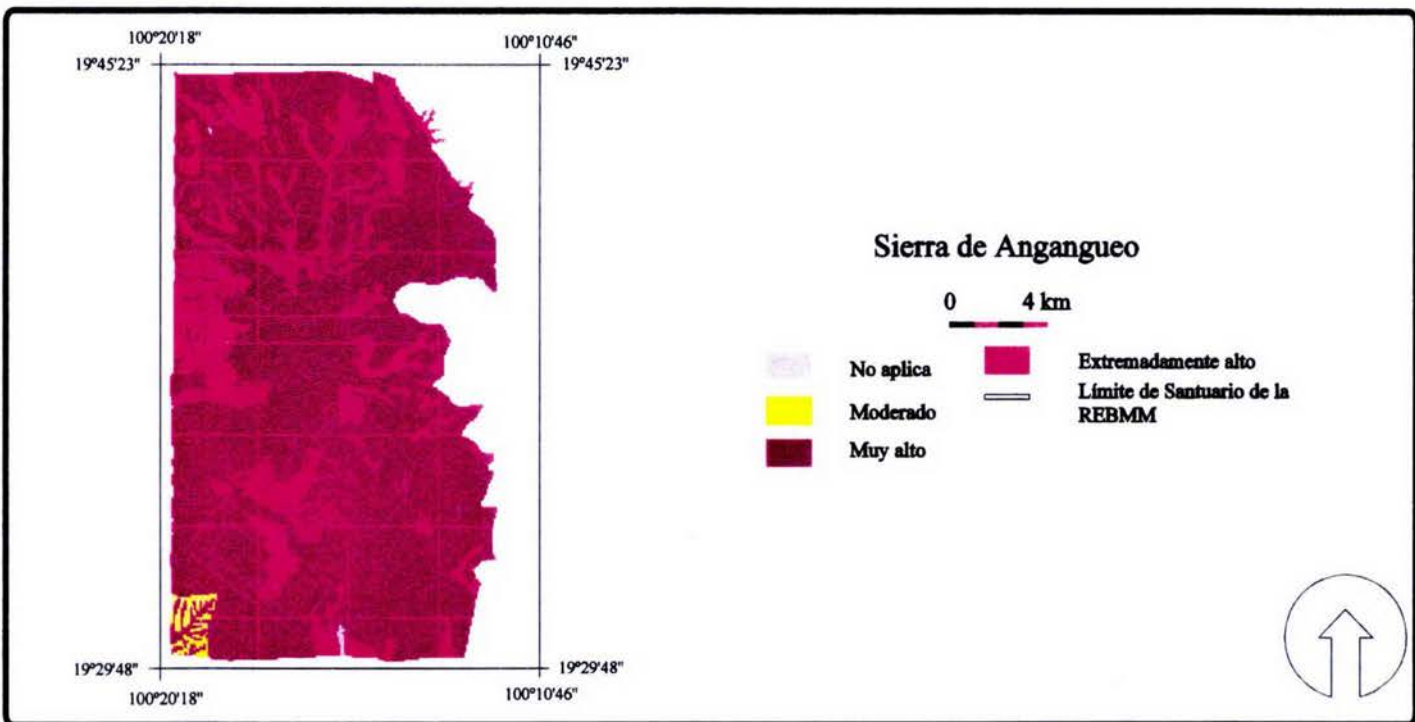 100°20'18"
100°10'46"
19°45'23"
19°45'23"
Sierra de Angangueo
0 4 km
No aplica
Extremadamente alto
Moderado
Límite de Santuario de la
REBMM
Muy alto
19°29'48"
19°29'48"
100°20'18"
100°10'46"